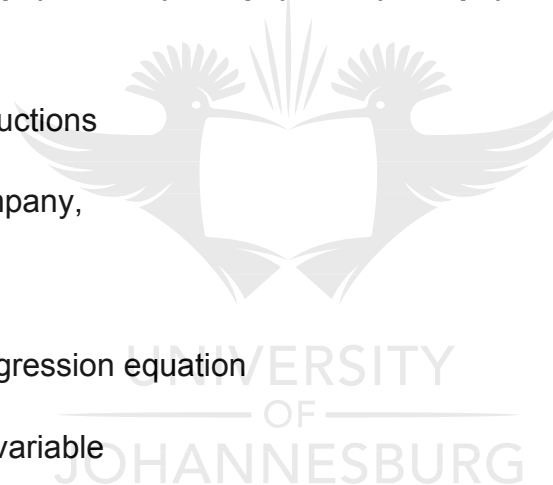 uctions
npany,
gression equation
UNIVERSITY
OF
variable
JOHANNESBURG